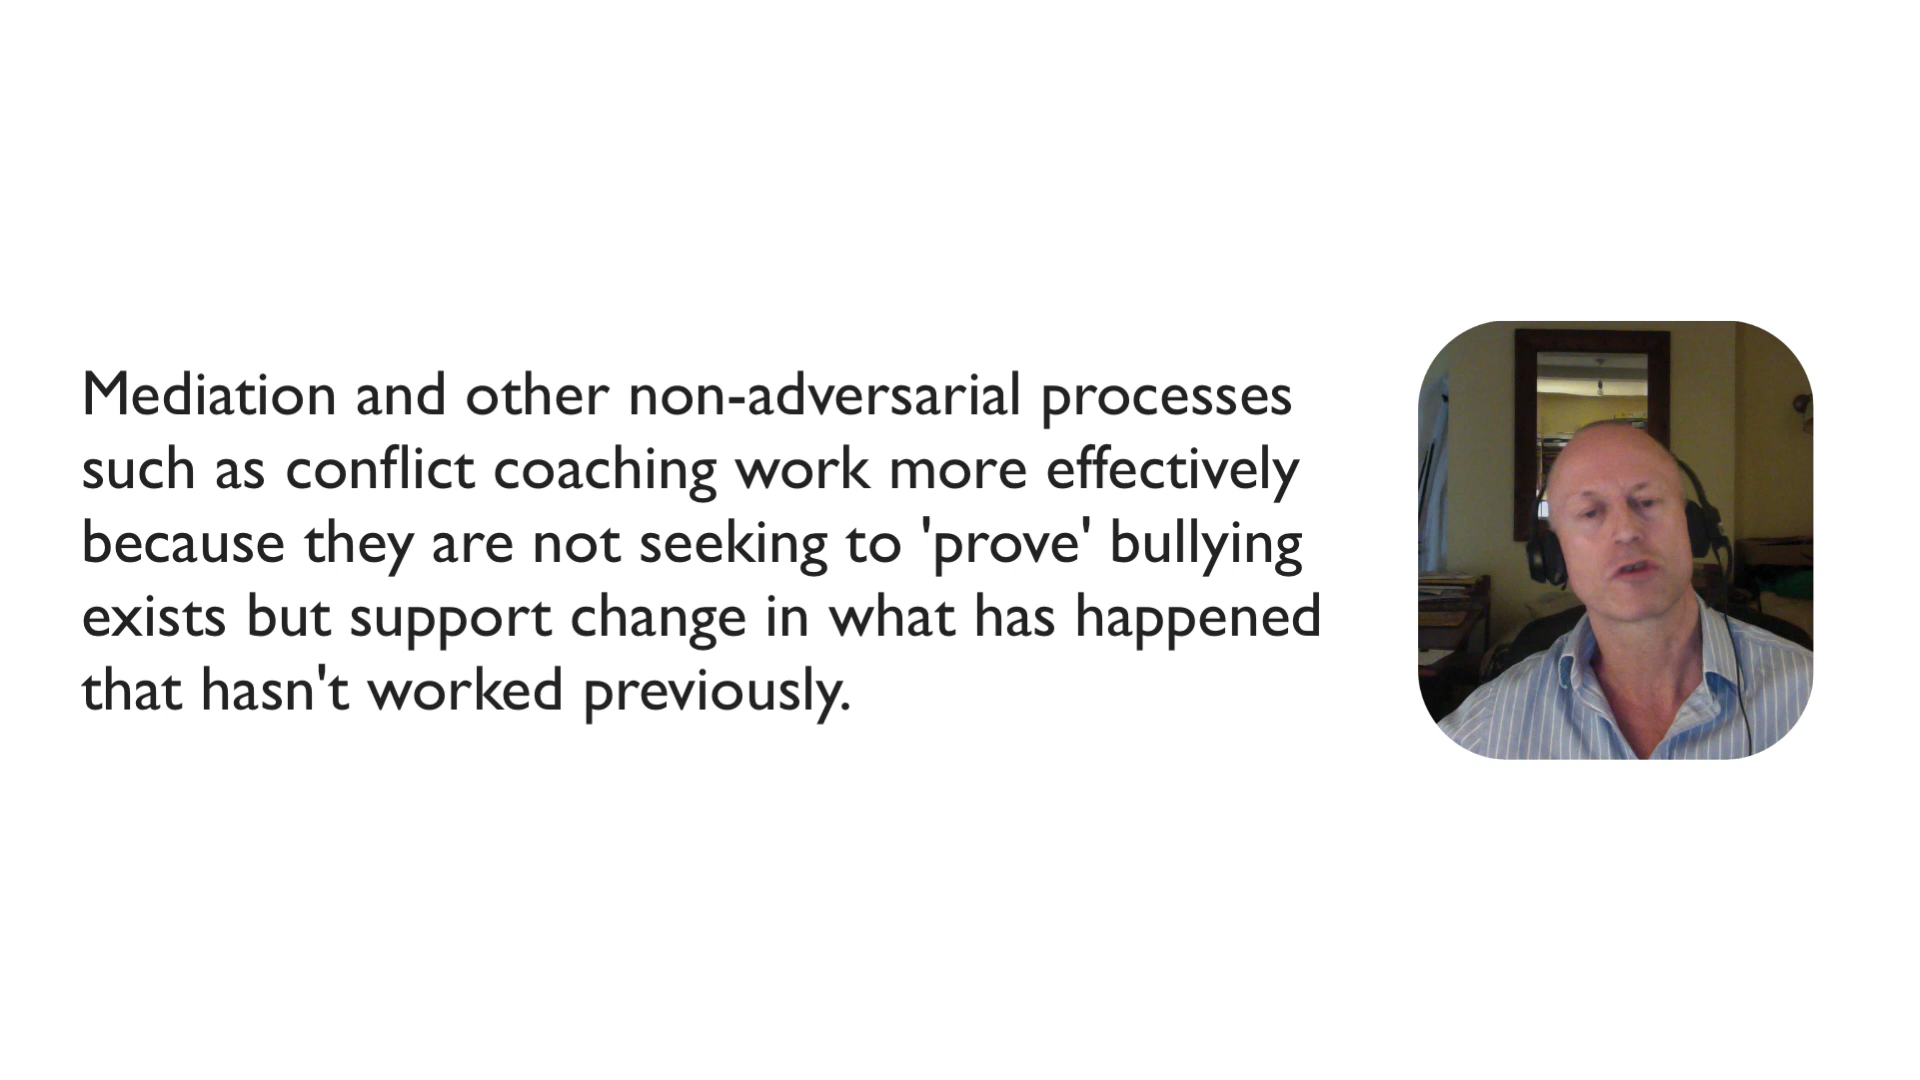 Mediation and other non-adversarial processes
such as conflict coaching work more effectively
because they are not seeking to 'prove' bullying
exists but support change in what has happened
that hasn't worked previously.